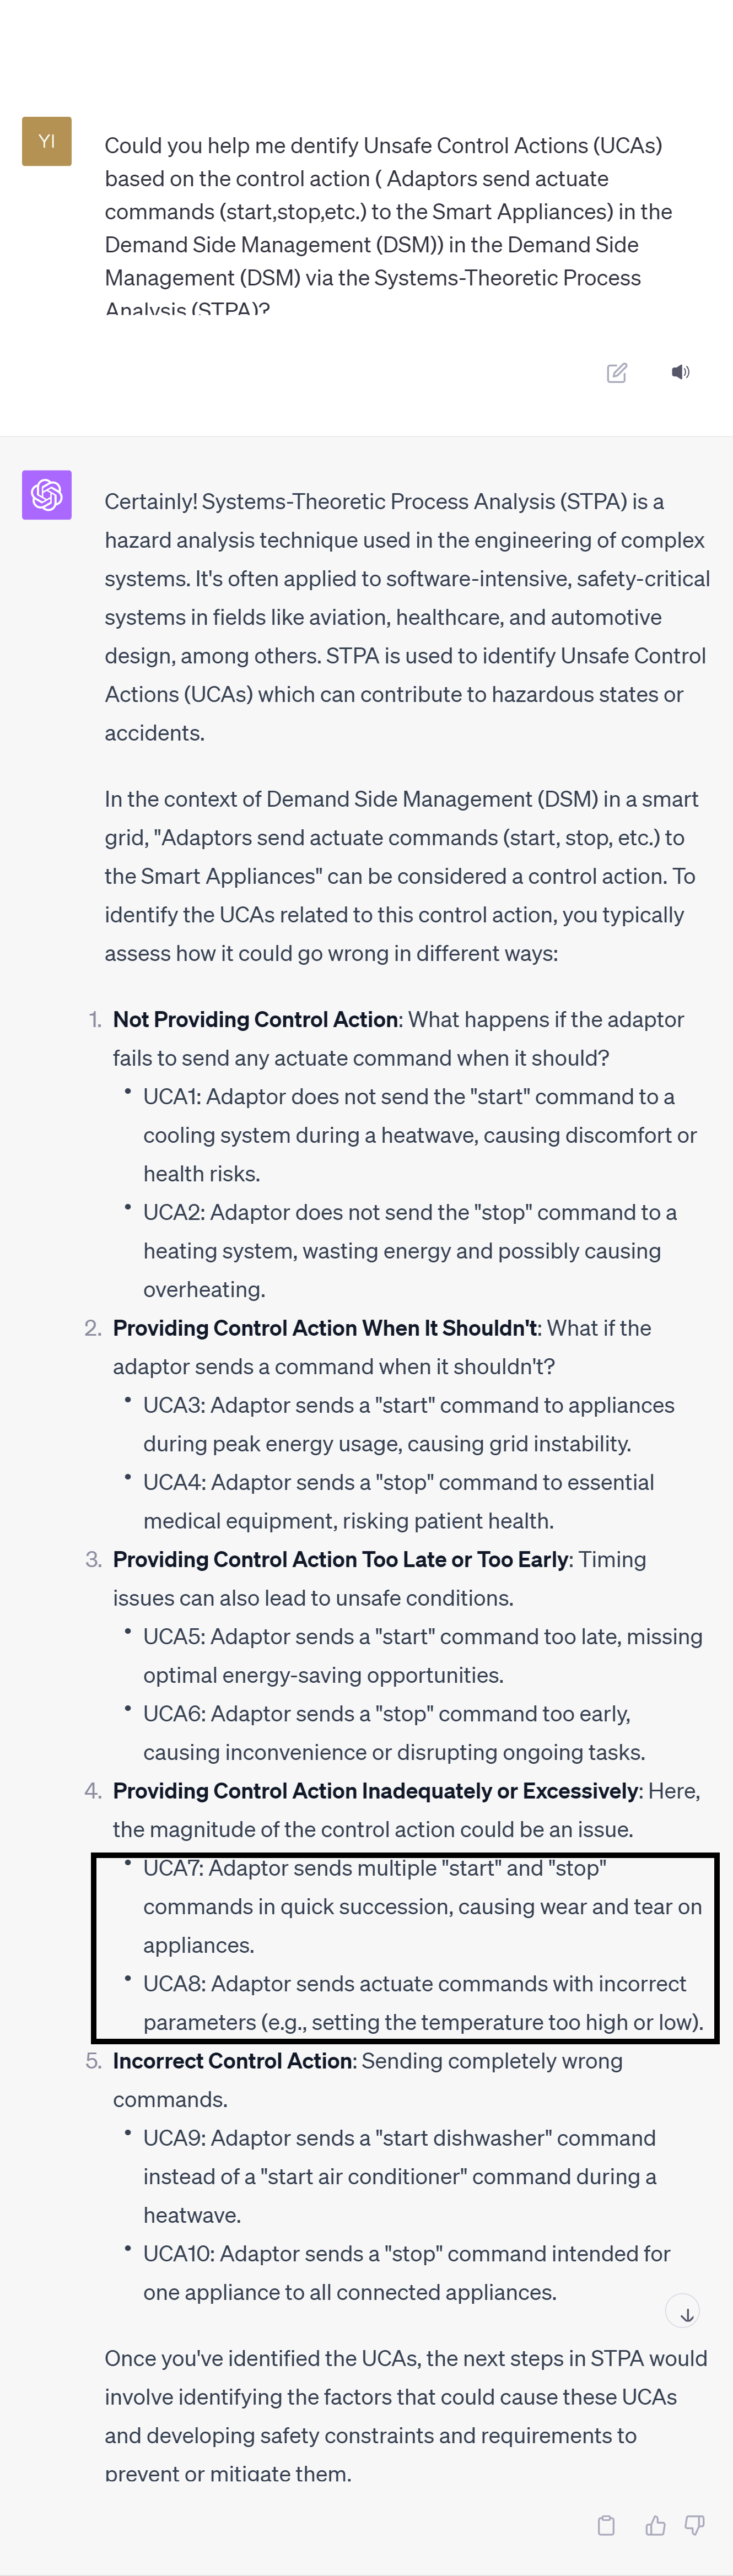 YI
Could you help me dentify Unsafe Control Actions (UCAs)
based on the control action ( Adaptors send actuate
commands (start,stop,etc.) to the Smart Appliances) in the
Demand Side Management (DSM)) in the Demand Side
Management (DSM) via the Systems-Theoretic Process
Analysis (STPA)?
Certainly! Systems-Theoretic Process Analysis (STPA) is a
hazard analysis technique used in the engineering of complex
systems. It's often applied to software-intensive, safety-critical
systems in fields like aviation, healthcare, and automotive
design, among others. STPA is used to identify Unsafe Control
Actions (UCAs) which can contribute to hazardous states or
accidents.
In the context of Demand Side Management (DSM) in a smart
grid, "Adaptors send actuate commands (start, stop, etc.) to
the Smart Appliances" can be considered a control action. To
identify the UCAs related to this control action, you typically
assess how it could go wrong in different ways:
1. Not Providing Control Action: What happens if the adaptor
fails to send any actuate command when it should?
• UCA1: Adaptor does not send the "start" command to a
cooling system during a heatwave, causing discomfort or
health risks.
• UCA2: Adaptor does not send the "stop" command to a
heating system, wasting energy and possibly causing
overheating.
2. Providing Control Action When It Shouldn't: What if the
adaptor sends a command when it shouldn't?
• UCA3: Adaptor sends a "start" command to appliances
during peak energy usage, causing grid instability.
• UCA4: Adaptor sends a "stop" command to essential
medical equipment, risking patient health.
3. Providing Control Action Too Late or Too Early: Timing
issues can also lead to unsafe conditions.
• UCA5: Adaptor sends a "start" command too late, missing
optimal energy-saving opportunities.
• UCA6: Adaptor sends a "stop" command too early,
causing inconvenience or disrupting ongoing tasks.
4. Providing Control Action Inadequately or Excessively: Here,
the magnitude of the control action could be an issue.
• UCA7: Adaptor sends multiple "start" and "stop"
commands in quick succession, causing wear and tear on
appliances.
• UCA8: Adaptor sends actuate commands with incorrect
parameters (e.g., setting the temperature too high or low).
5. Incorrect Control Action: Sending completely wrong
commands.
• UCA9: Adaptor sends a "start dishwasher" command
instead of a "start air conditioner" command during a
heatwave.
• UCA10: Adaptor sends a "stop" command intended for
one appliance to all connected appliances.
Once you've identified the UCAs, the next steps in STPA would
involve identifying the factors that could cause these UCAs
and developing safety constraints and requirements to
prevent or mitigate them.